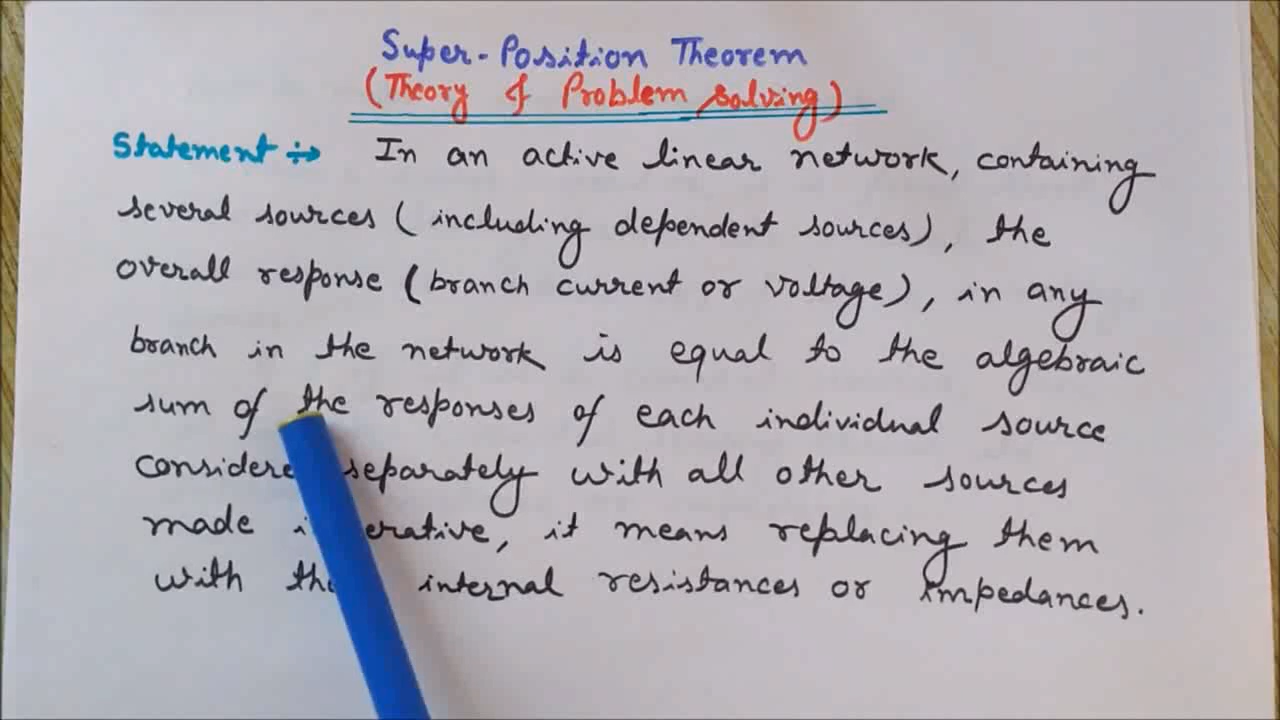 Super-Position Theorem
(Theory & Problem solving)
Statement :→ In an active linear network, containing
several sources (including dependent sources), the
overall response (branch current or voltage), in any
branch in the network is equal to the algebraic
sum of the responses of each individual source
separately with all other sources
made, it means replacing them
with internal resistances or impedances.